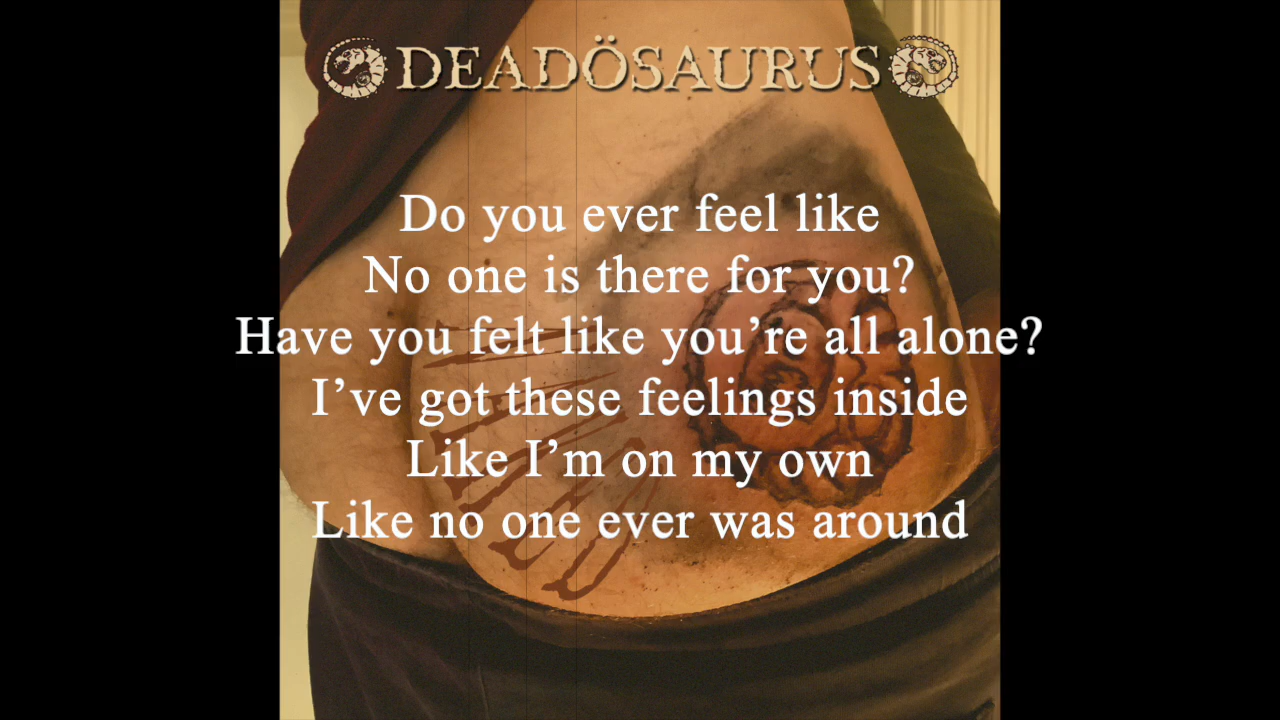 DEADÖSAURUS
Do you ever feel like
No one is there for you?
Have you felt like you’re all alone?
I’ve got these feelings inside
Like I’m on my own
Like no one ever was around